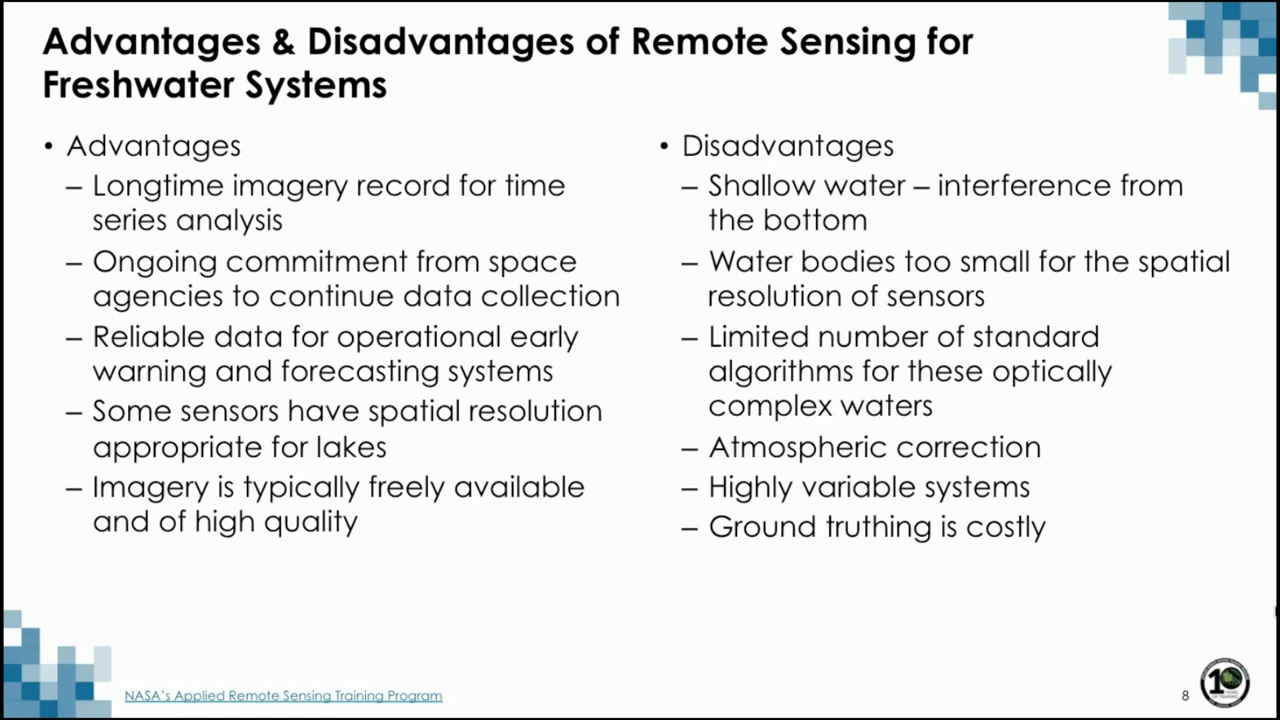 Advantages & Disadvantages of Remote Sensing for
Freshwater Systems
• Advantages
– Longtime imagery record for time
series analysis
– Ongoing commitment from space
agencies to continue data collection
– Reliable data for operational early
warning and forecasting systems
– Some sensors have spatial resolution
appropriate for lakes
– Imagery is typically freely available
and of high quality
• Disadvantages
– Shallow water – interference from
the bottom
– Water bodies too small for the spatial
resolution of sensors
– Limited number of standard
algorithms for these optically
complex waters
– Atmospheric correction
– Highly variable systems
– Ground truthing is costly
NASA's Applied Remote Sensing Training Program
8
10
YEARS
OF TRAINING